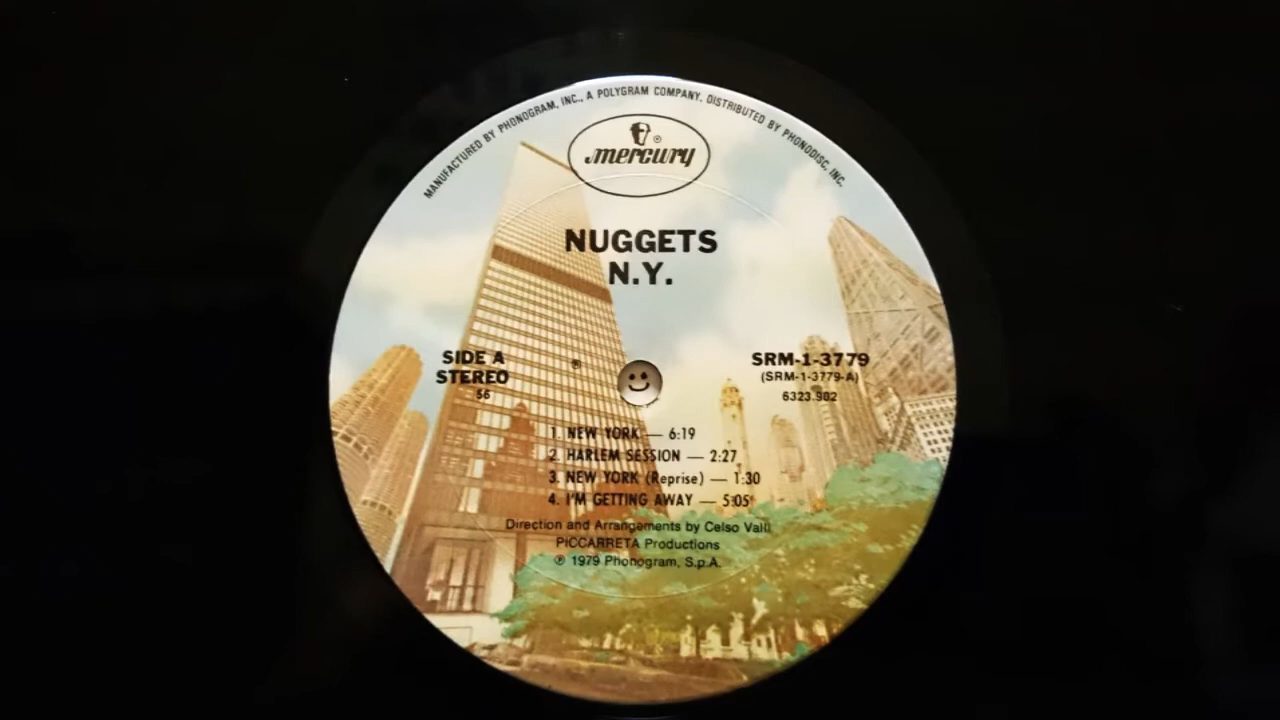 MANUFACTURED BY PHONOGRAM, INC., A POLYGRAM COMPANY. DISTRIBUTED BY PHONODISC, INC.
mercury ®
NUGGETS
N.Y.
SIDE A
STEREO
56
®
SRM-1-3779
(SRM-1-3779-A)
6323.902
1. NEW YORK — 6:19
2. HARLEM SESSION — 2:27
3. NEW YORK (Reprise) — 1:30
4. I'M GETTING AWAY — 5:05
Direction and Arrangements by Celso Valli
PICCARRETA Productions
℗ 1979 Phonogram, S.p.A.